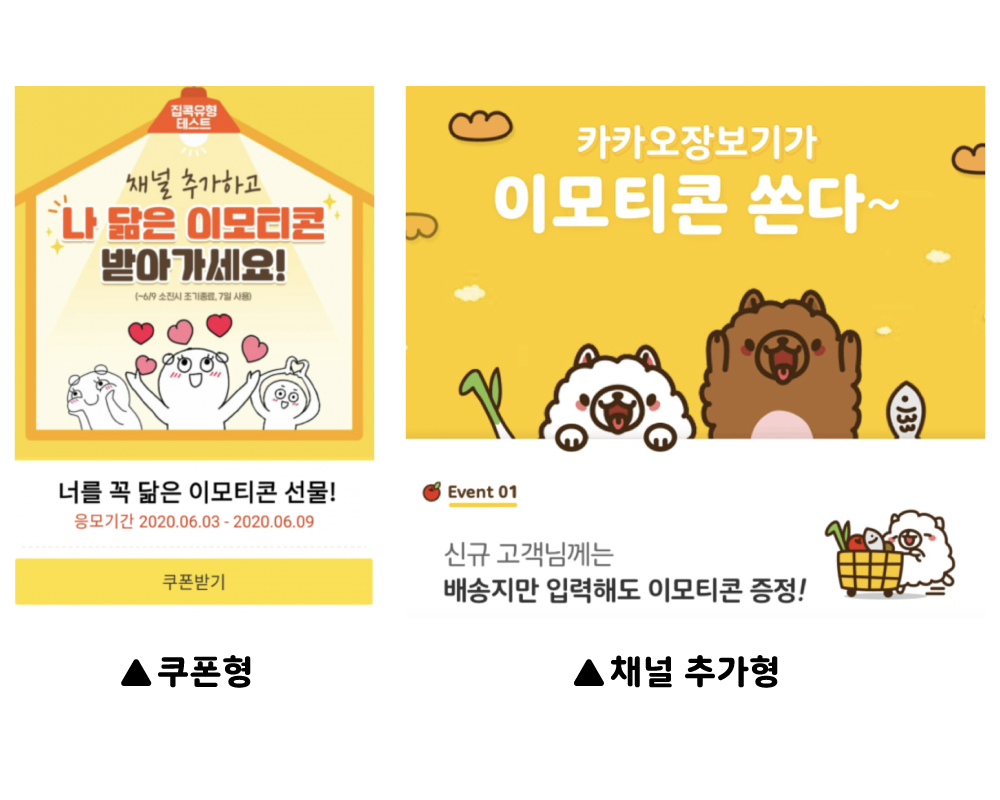 집콕유형
테스트
채널 추가하고
나 닮은 이모티콘
받아가세요!
(~6/9 소진시 조기종료, 7일 사용)
너를 꼭 닮은 이모티콘 선물!
응모기간 2020.06.03 - 2020.06.09
쿠폰받기
▲쿠폰형
카카오장보기가
이모티콘 쏜다~
Event 01
신규 고객님께는
배송지만 입력해도 이모티콘 증정!
▲채널 추가형